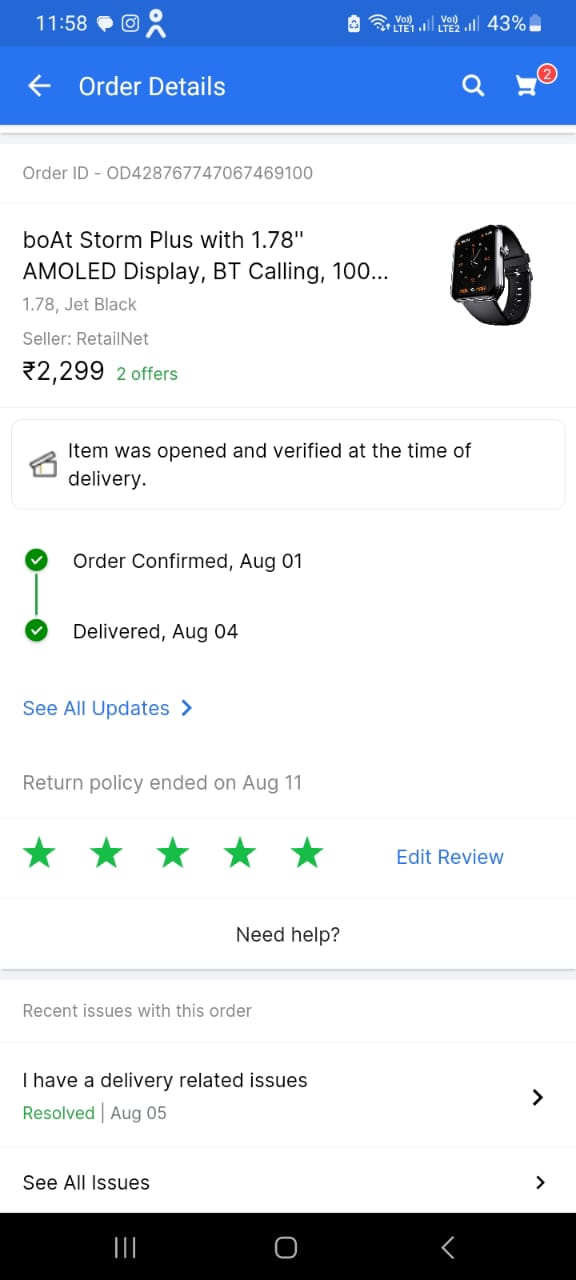 11:58
Vo)) LTE1 Vo)) LTE2 43%
Order Details
2
Order ID - OD428767747067469100
boAt Storm Plus with 1.78"
AMOLED Display, BT Calling, 100...
1.78, Jet Black
Seller: RetailNet
₹2,299 2 offers
Item was opened and verified at the time of
delivery.
Order Confirmed, Aug 01
Delivered, Aug 04
See All Updates
Return policy ended on Aug 11
Edit Review
Need help?
Recent issues with this order
I have a delivery related issues
Resolved | Aug 05
See All Issues